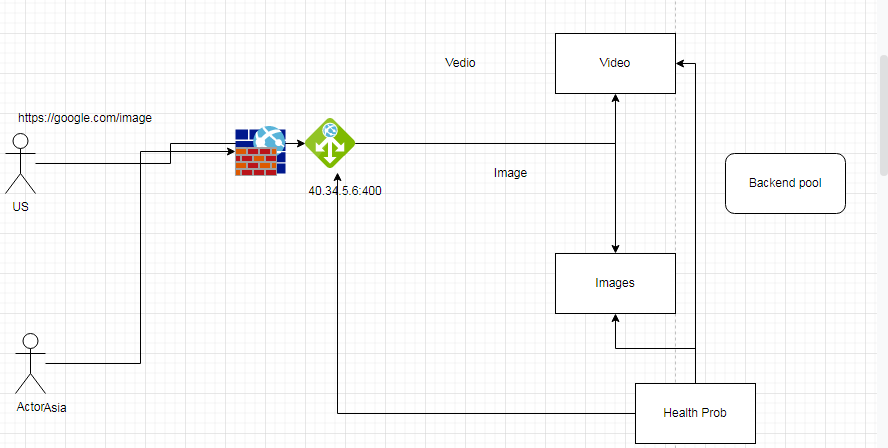 Vedio
Video
https://google.com/image
Image
Backend pool
40.34.5.6:400
US
Images
ActorAsia
Health Prob